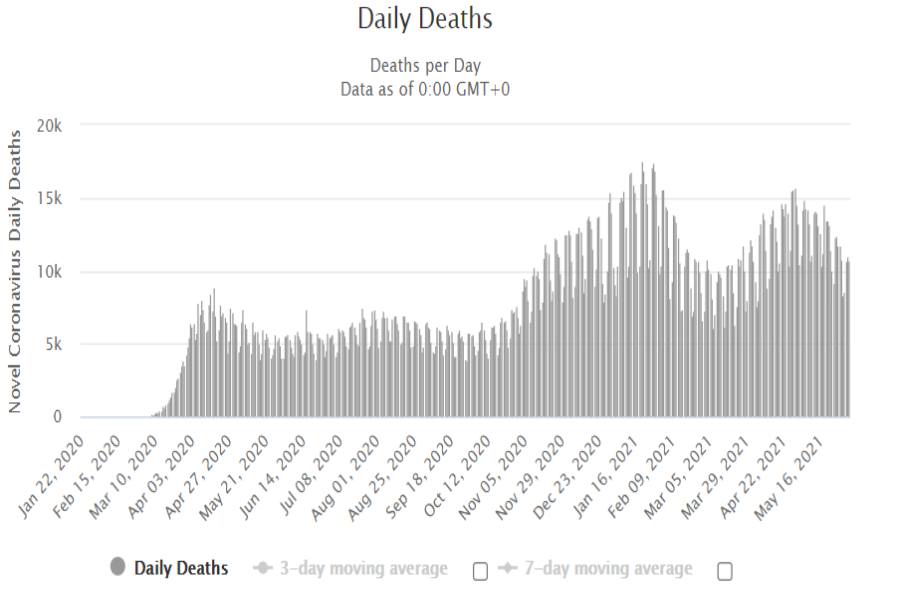 Daily Deaths
Deaths per Day
Data as of 0:00 GMT+0
Novel Coronavirus Daily Deaths
20k
15k
10k
5k
0
Jan 22, 2020
Feb 15, 2020
Mar 10, 2020
Apr 03, 2020
Apr 27, 2020
May 21, 2020
Jun 14, 2020
Jul 08, 2020
Aug 01, 2020
Aug 25, 2020
Sep 18, 2020
Oct 12, 2020
Nov 05, 2020
Nov 29, 2020
Dec 23, 2020
Jan 16, 2021
Feb 09, 2021
Mar 05, 2021
Mar 29, 2021
Apr 22, 2021
May 16, 2021
Daily Deaths 3-day moving average 7-day moving average